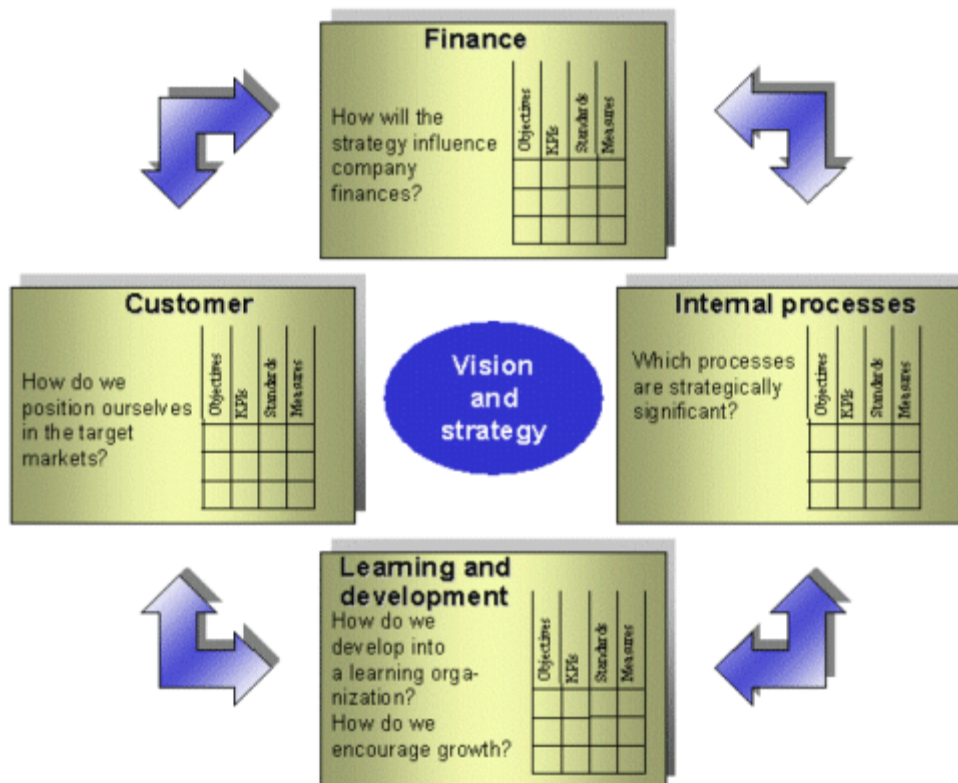 Finance
How will the
strategy influence
company
finances?
Objectives
KPIs
Standards
Measures
Customer
How do we
position ourselves
in the target
markets?
Objectives
KPIs
Standards
Measures
Vision
and
strategy
Internal processes
Which processes
are strategically
significant?
Objectives
KPIs
Standards
Measures
Learning and
development
How do we
develop into
a learning orga-
nization?
How do we
encourage growth?
Objectives
KPIs
Standards
Measures